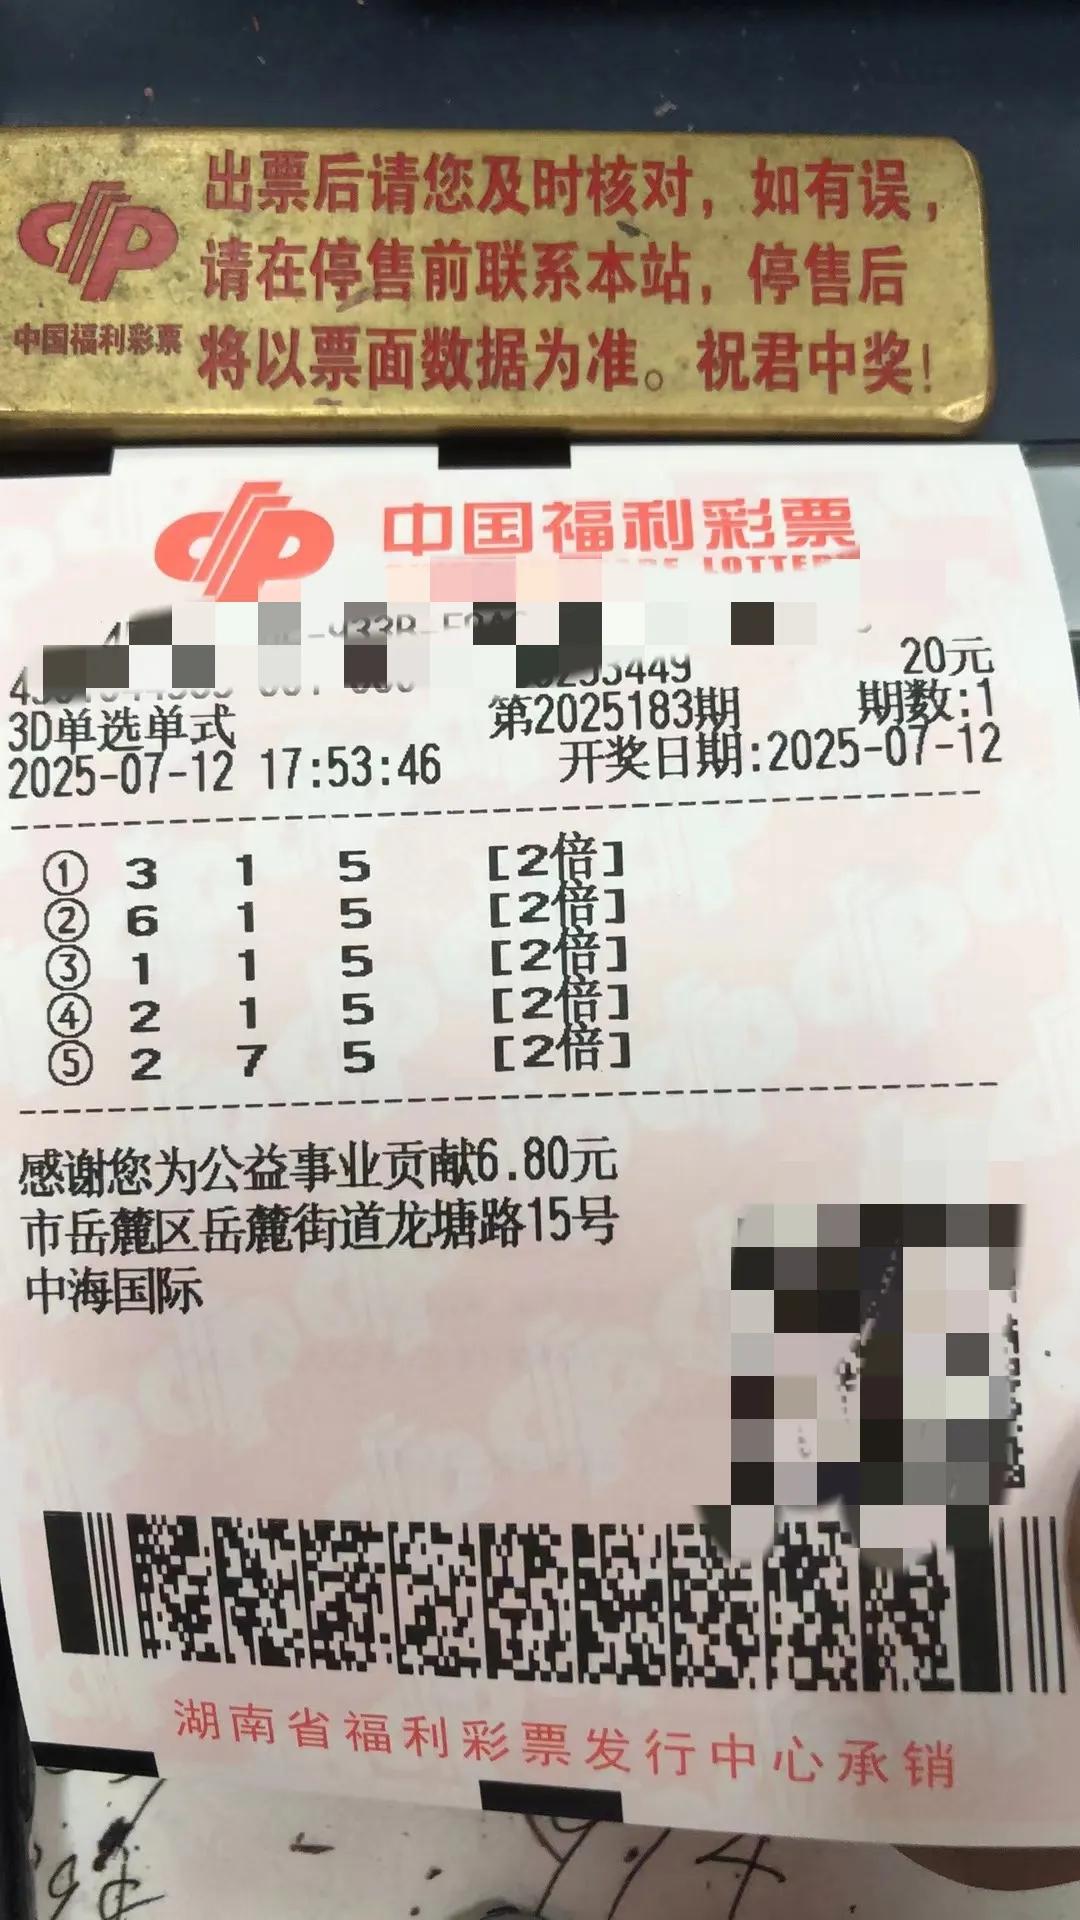 出票后请您及时核对，如有误，
请在停售前联系本站，停售后
将以票面数据为准。祝君中奖！
中国福利彩票
中国福利彩票
20元
3D单选单式 第2025183期 期数:1
2025-07-12 17:53:46 开奖日期:2025-07-12
① 3 1 5 [2倍]
② 6 1 5 [2倍]
③ 1 1 5 [2倍]
④ 2 1 5 [2倍]
⑤ 2 7 5 [2倍]
感谢您为公益事业贡献6.80元
市岳麓区岳麓街道龙塘路15号
中海国际
湖南省福利彩票发行中心承销